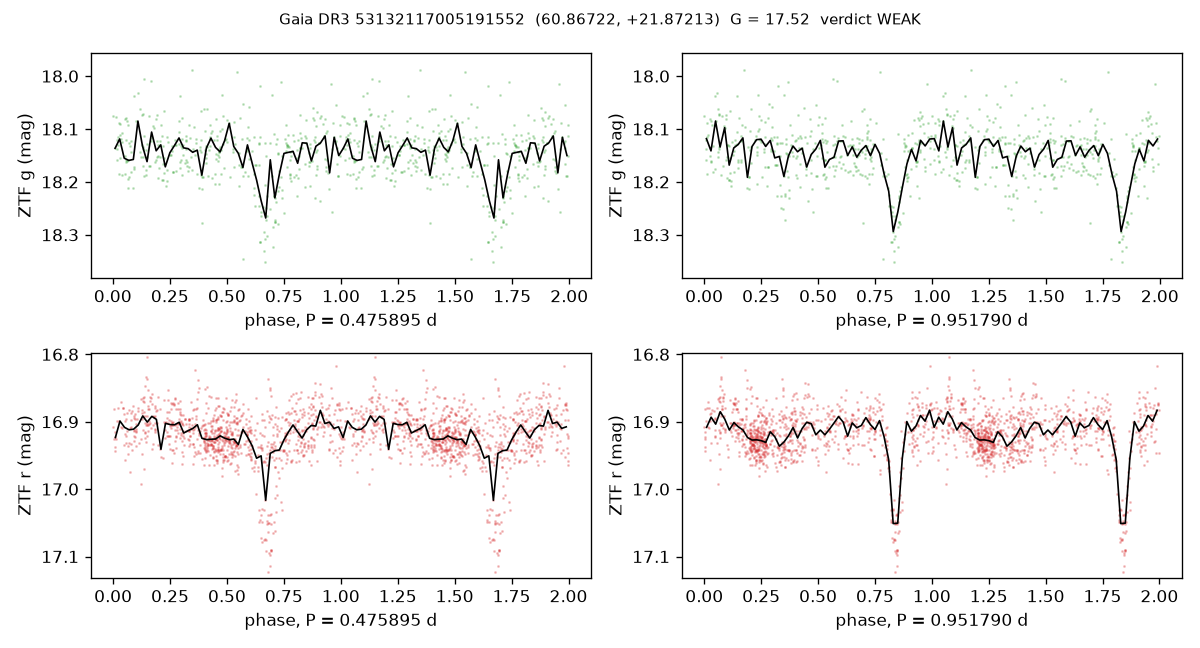 Gaia DR3 53132117005191552  (60.86722, +21.87213)  G = 17.52  verdict WEAK
ZTF g (mag)
18.0
18.1
18.2
18.3
0.00 0.25 0.50 0.75 1.00 1.25 1.50 1.75 2.00
phase, P = 0.475895 d
ZTF g (mag)
18.0
18.1
18.2
18.3
0.00 0.25 0.50 0.75 1.00 1.25 1.50 1.75 2.00
phase, P = 0.951790 d
ZTF r (mag)
16.8
16.9
17.0
17.1
0.00 0.25 0.50 0.75 1.00 1.25 1.50 1.75 2.00
phase, P = 0.475895 d
ZTF r (mag)
16.8
16.9
17.0
17.1
0.00 0.25 0.50 0.75 1.00 1.25 1.50 1.75 2.00
phase, P = 0.951790 d